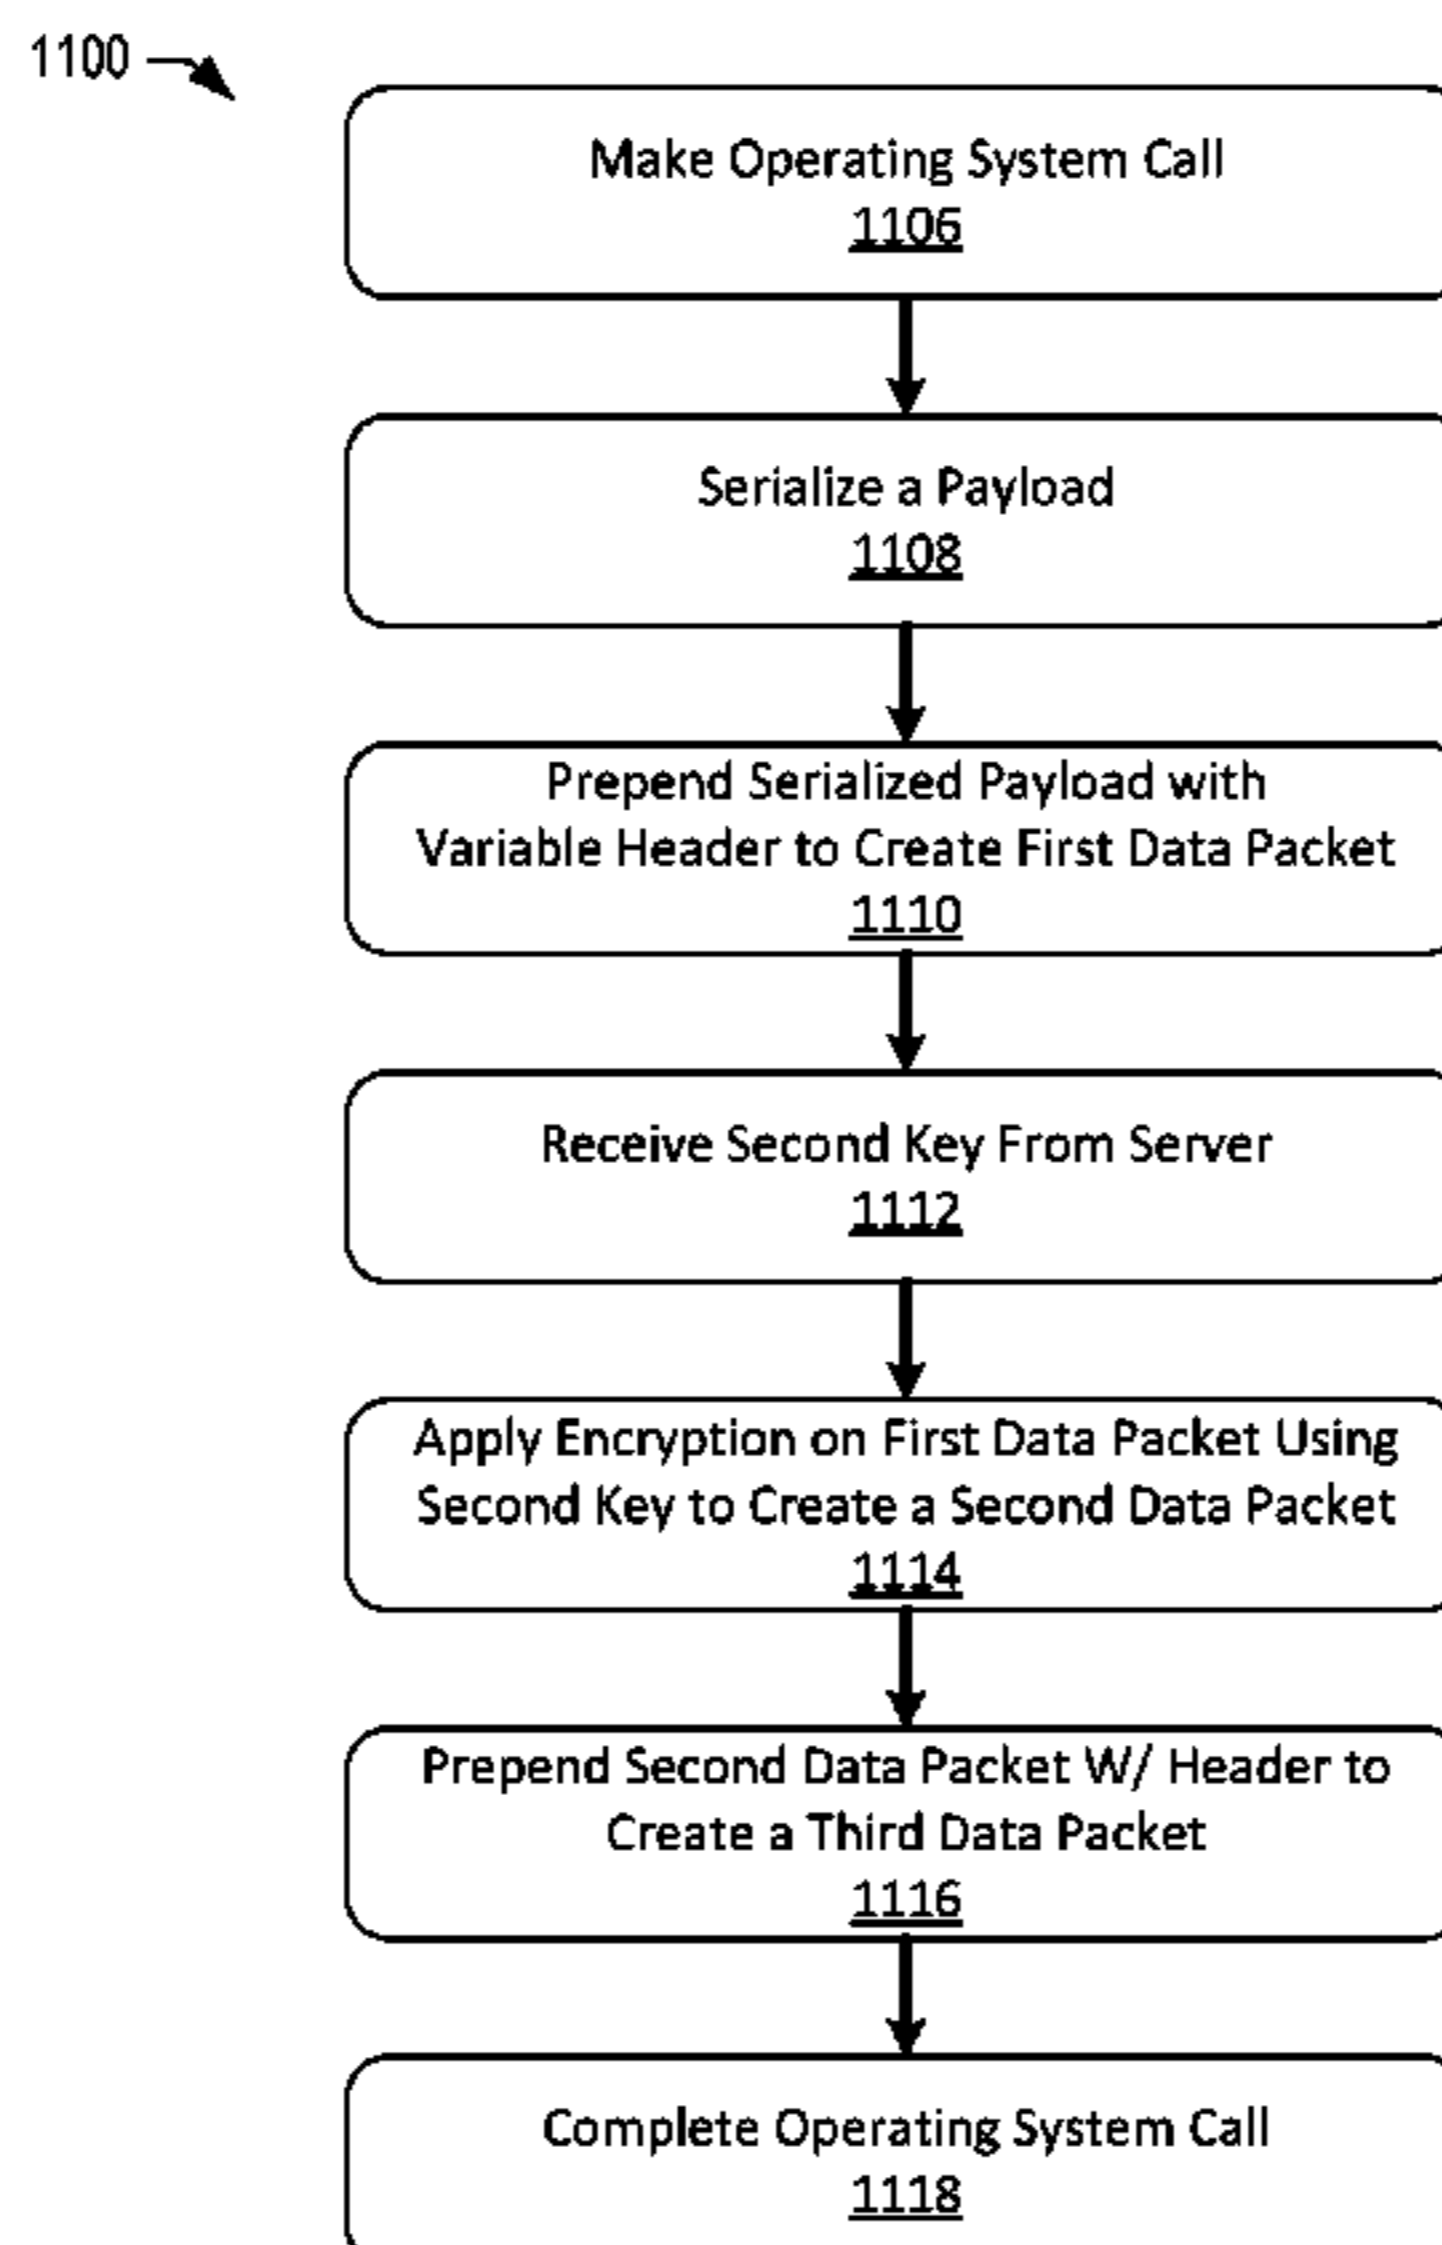 1100
Make Operating System Call
1106
Serialize a Payload
1108
Prepend Serialized Payload with
Variable Header to Create First Data Packet
1110
Receive Second Key From Server
1112
Apply Encryption on First Data Packet Using
Second Key to Create a Second Data Packet
1114
Prepend Second Data Packet W/ Header to
Create a Third Data Packet
1116
Complete Operating System Call
1118